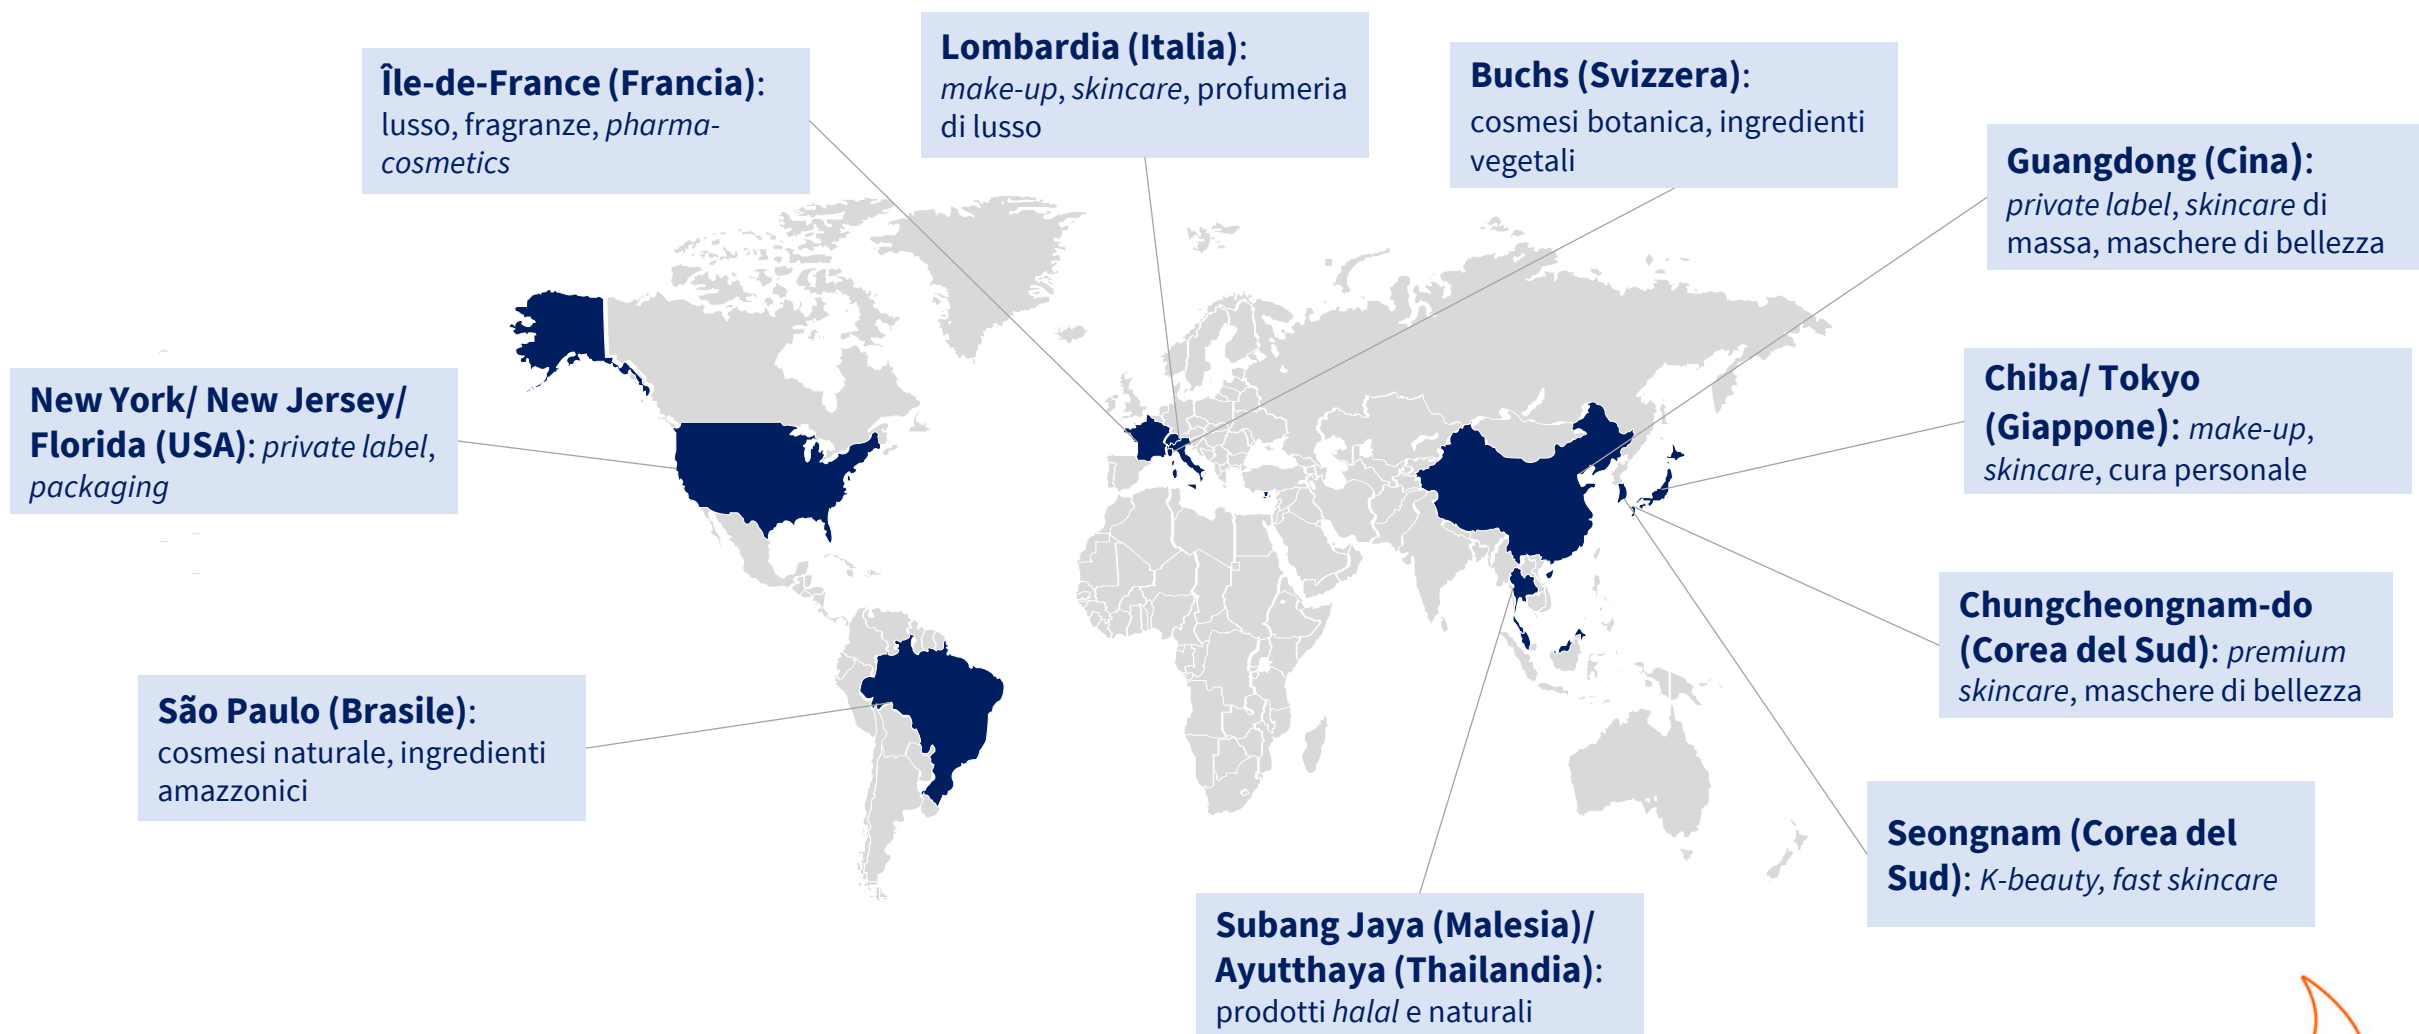 Lombardia (Italia):
make-up, skincare, profumeria
di lusso
Île-de-France (Francia):
lusso, fragranze, pharma-
cosmetics
Buchs (Svizzera):
cosmesi botanica, ingredienti
vegetali
Guangdong (Cina):
private label, skincare di
massa, maschere di bellezza
New York/ New Jersey/
Florida (USA): private label,
packaging
Chiba/ Tokyo
(Giappone): make-up,
skincare, cura personale
Chungcheongnam-do
(Corea del Sud): premium
skincare, maschere di bellezza
São Paulo (Brasile):
cosmesi naturale, ingredienti
amazzonici
Seongnam (Corea del
Sud): K-beauty, fast skincare
Subang Jaya (Malesia)/
Ayutthaya (Thailandia):
prodotti halal e naturali